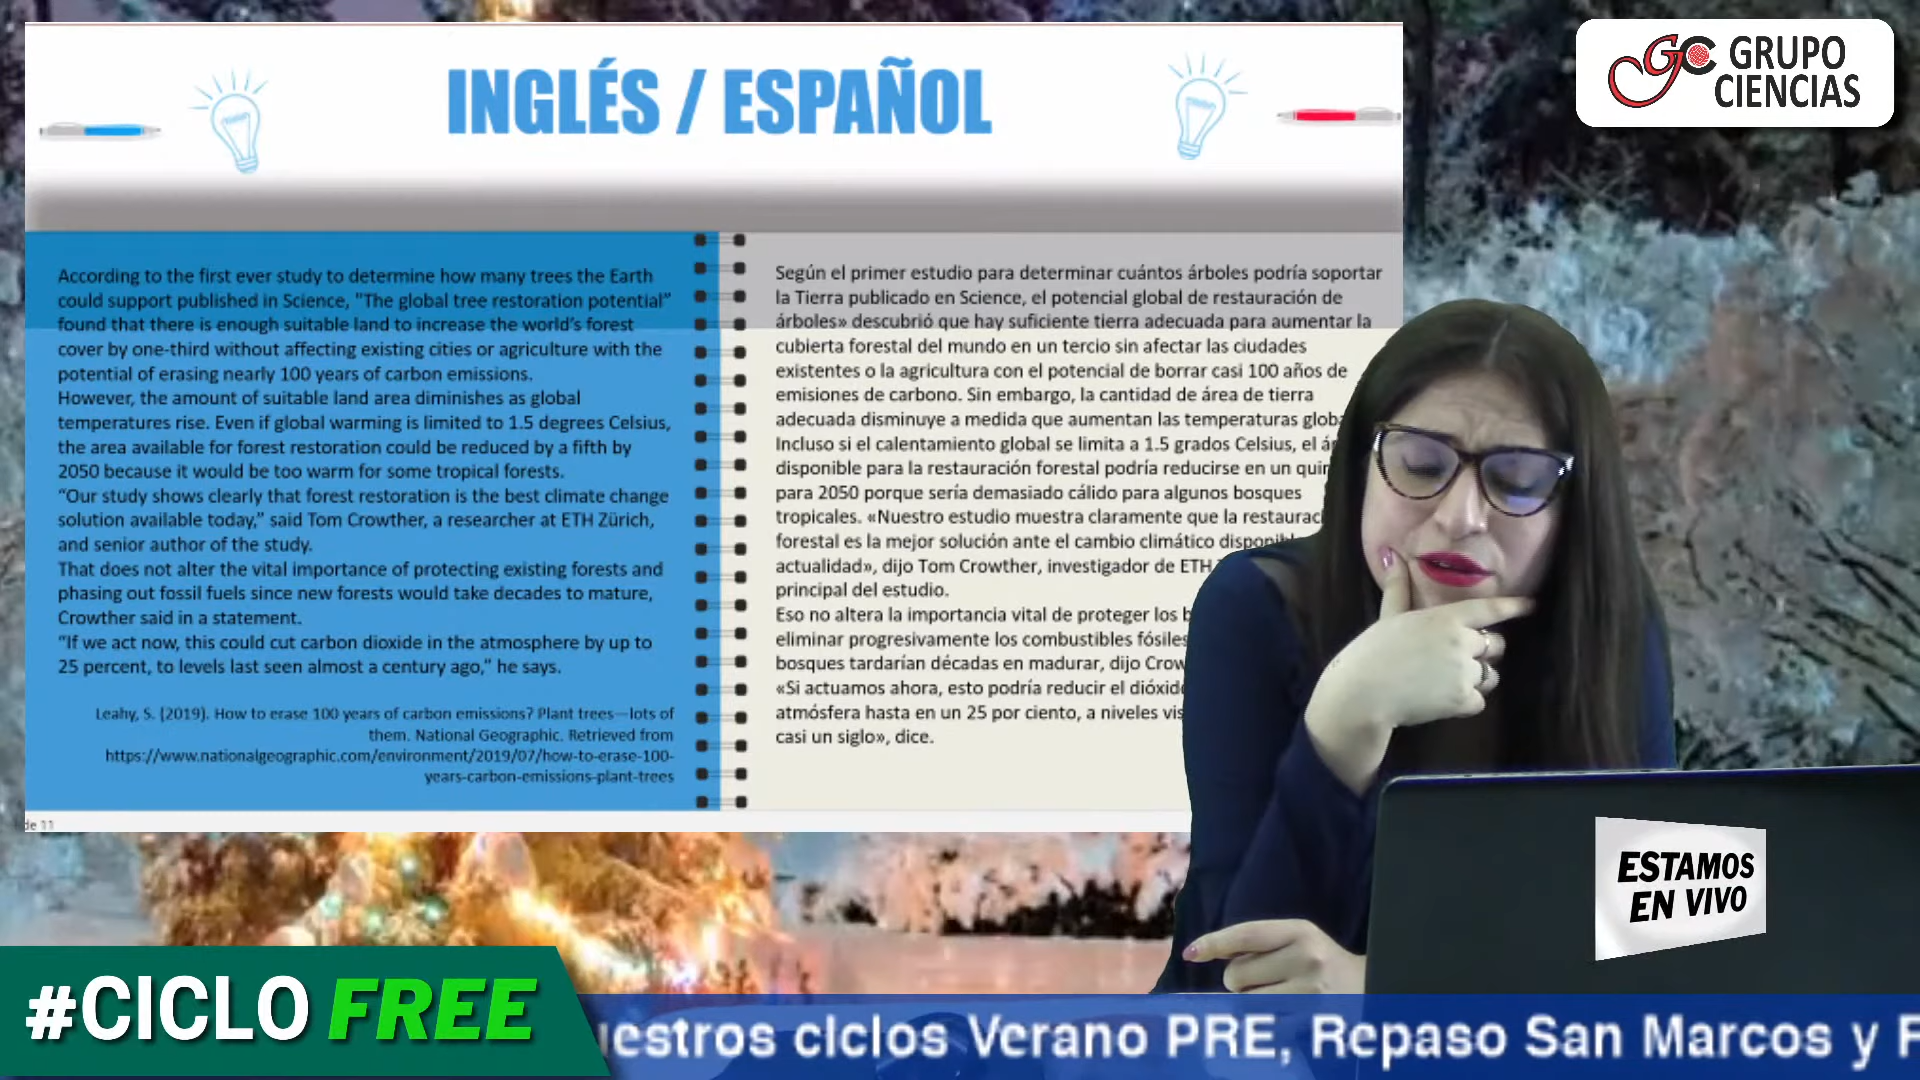 INGLÉS / ESPAÑOL
GRUPO
CIENCIAS
According to the first ever study to determine how many trees the Earth
could support published in Science, "The global tree restoration potential”
found that there is enough suitable land to increase the world’s forest
cover by one-third without affecting existing cities or agriculture with the
potential of erasing nearly 100 years of carbon emissions.
However, the amount of suitable land area diminishes as global
temperatures rise. Even if global warming is limited to 1.5 degrees Celsius,
the area available for forest restoration could be reduced by a fifth by
2050 because it would be too warm for some tropical forests.
“Our study shows clearly that forest restoration is the best climate change
solution available today,” said Tom Crowther, a researcher at ETH Zürich,
and senior author of the study.
That does not alter the vital importance of protecting existing forests and
phasing out fossil fuels since new forests would take decades to mature,
Crowther said in a statement.
“If we act now, this could cut carbon dioxide in the atmosphere by up to
25 percent, to levels last seen almost a century ago,” he says.
Leahy, S. (2019). How to erase 100 years of carbon emissions? Plant trees—lots of
them. National Geographic. Retrieved from
https://www.nationalgeographic.com/environment/2019/07/how-to-erase-100-
years-carbon-emissions-plant-trees
Según el primer estudio para determinar cuántos árboles podría soportar
la Tierra publicado en Science, el potencial global de restauración de
árboles» descubrió que hay suficiente tierra adecuada para aumentar la
cubierta forestal del mundo en un tercio sin afectar las ciudades
existentes o la agricultura con el potencial de borrar casi 100 años de
emisiones de carbono. Sin embargo, la cantidad de área de tierra
adecuada disminuye a medida que aumentan las temperaturas
Incluso si el calentamiento global se limita a 1.5 grados Celsius, el
disponible para la restauración forestal podría reducirse en un
para 2050 porque sería demasiado cálido para algunos bosques
tropicales. «Nuestro estudio muestra claramente que la
forestal es la mejor solución ante el cambio climático
actualidad», dijo Tom Crowther, investigador de ETH
principal del estudio.
Eso no altera la importancia vital de proteger los
eliminar progresivamente los combustibles fósiles
bosques tardarían décadas en madurar, dijo
«Si actuamos ahora, esto podría reducir el
atmósfera hasta en un 25 por ciento, a niveles
casi un siglo», dice.
de 11
ESTAMOS
EN VIVO
#CICLO FREE
ciclos Verano PRE, Repaso San Marcos y